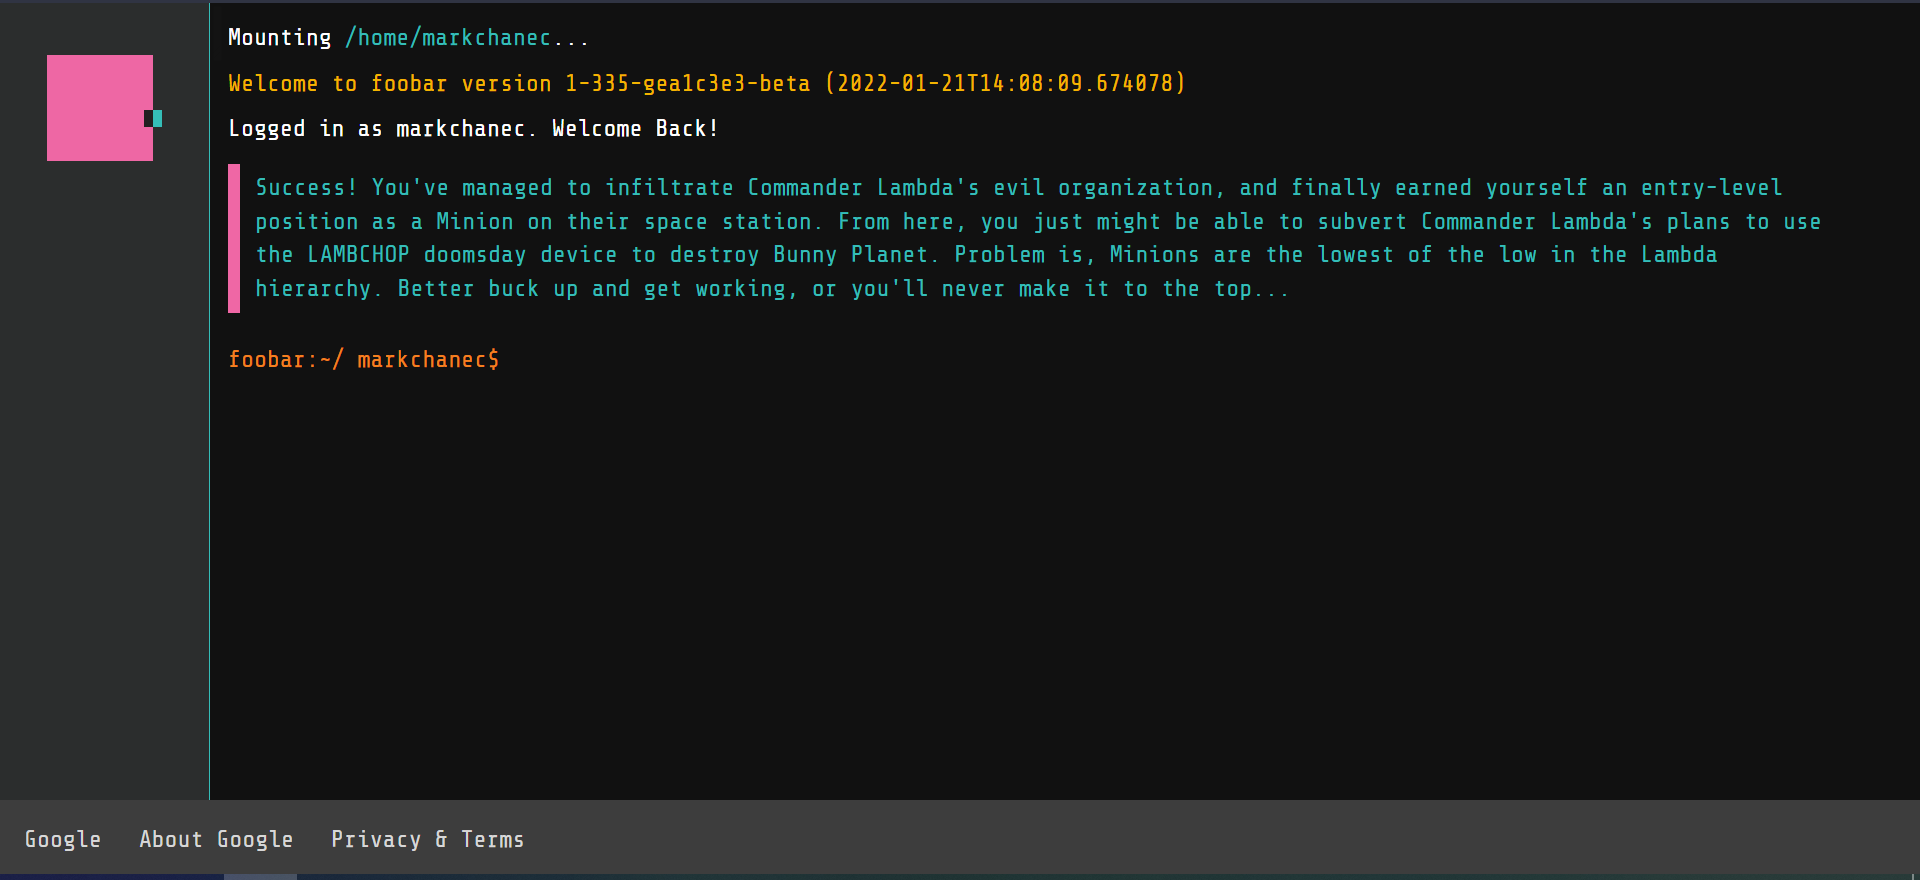 Mounting /home/markchanec...
Welcome to foobar version 1-335-gea1c3e3-beta (2022-01-21T14:08:09.674078)
Logged in as markchanec. Welcome Back!
Success! You've managed to infiltrate Commander Lambda's evil organization, and finally earned yourself an entry-level
position as a Minion on their space station. From here, you just might be able to subvert Commander Lambda's plans to use
the LAMBCHOP doomsday device to destroy Bunny Planet. Problem is, Minions are the lowest of the low in the Lambda
hierarchy. Better buck up and get working, or you'll never make it to the top...
foobar:~/ markchanec$
Google About Google Privacy & Terms